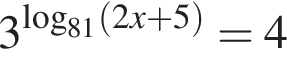 $3^{\log_{81}(2x+5)} = 4$